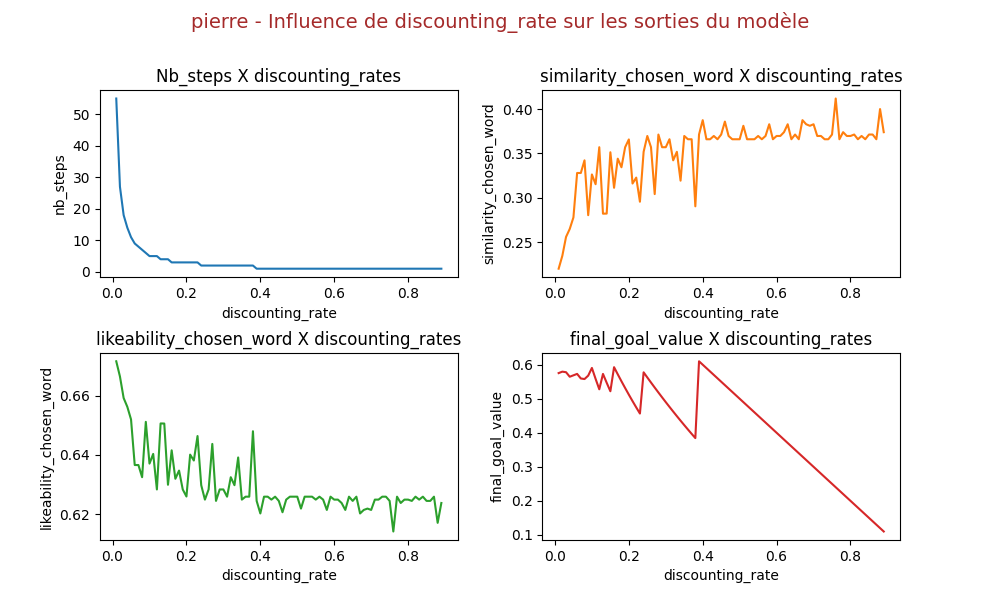 pierre - Influence de discounting_rate sur les sorties du modèle
Nb_steps X discounting_rates
nb_steps
50
40
30
20
10
0
0.0 0.2 0.4 0.6 0.8
discounting_rate
similarity_chosen_word X discounting_rates
similarity_chosen_word
0.40
0.35
0.30
0.25
0.0 0.2 0.4 0.6 0.8
discounting_rate
likeability_chosen_word X discounting_rates
likeability_chosen_word
0.66
0.64
0.62
0.0 0.2 0.4 0.6 0.8
discounting_rate
final_goal_value X discounting_rates
final_goal_value
0.6
0.5
0.4
0.3
0.2
0.1
0.0 0.2 0.4 0.6 0.8
discounting_rate